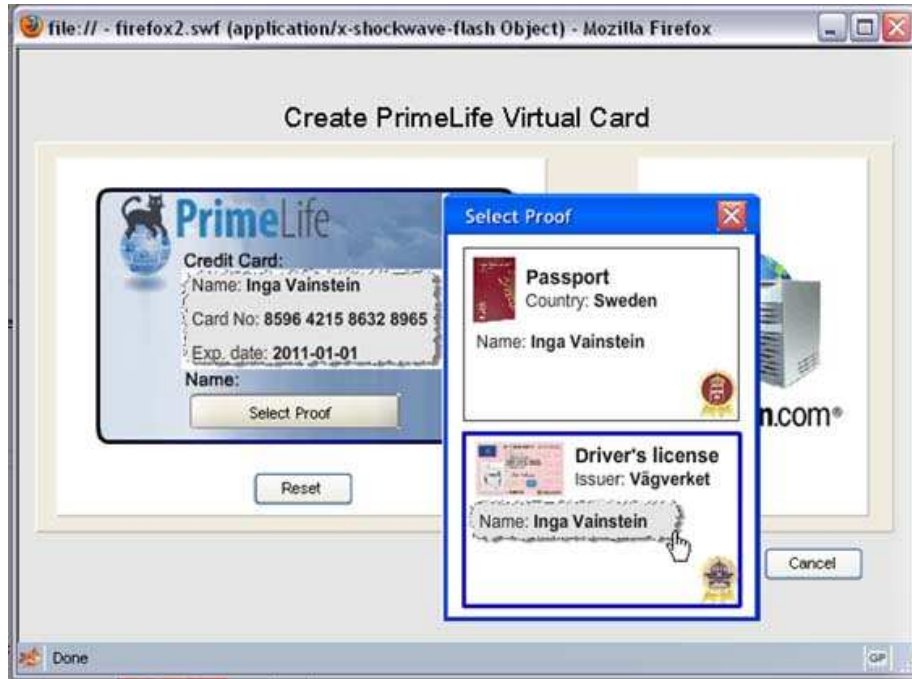 file:// - firefox2.swf (application/x-shockwave-flash Object) - Mozilla Firefox
Create PrimeLife Virtual Card
PrimeLife
Credit Card:
Name: Inga Vainstein
Card No: 8596 4215 8632 8965
Exp. date: 2011-01-01
Name:
Select Proof
Reset
Select Proof
Passport
Country: Sweden
Name: Inga Vainstein
Driver's license
Issuer: Vägverket
Name: Inga Vainstein
n.com®
Cancel
Done
GP